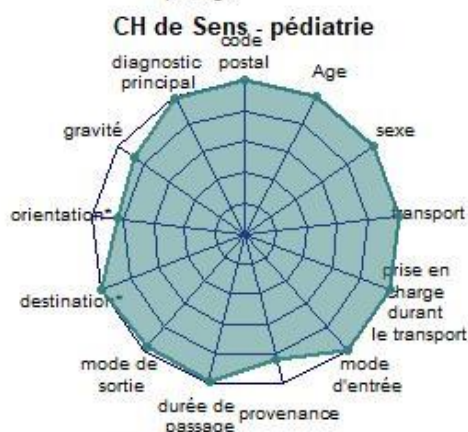 CH de Sens - pédiatrie
code
postal
Age
sexe
transport
prise en
charge
durant
le transport
mode
d'entrée
provenance
durée de
passage
mode de
sortie
destination*
orientation*
gravité
diagnostic
principal